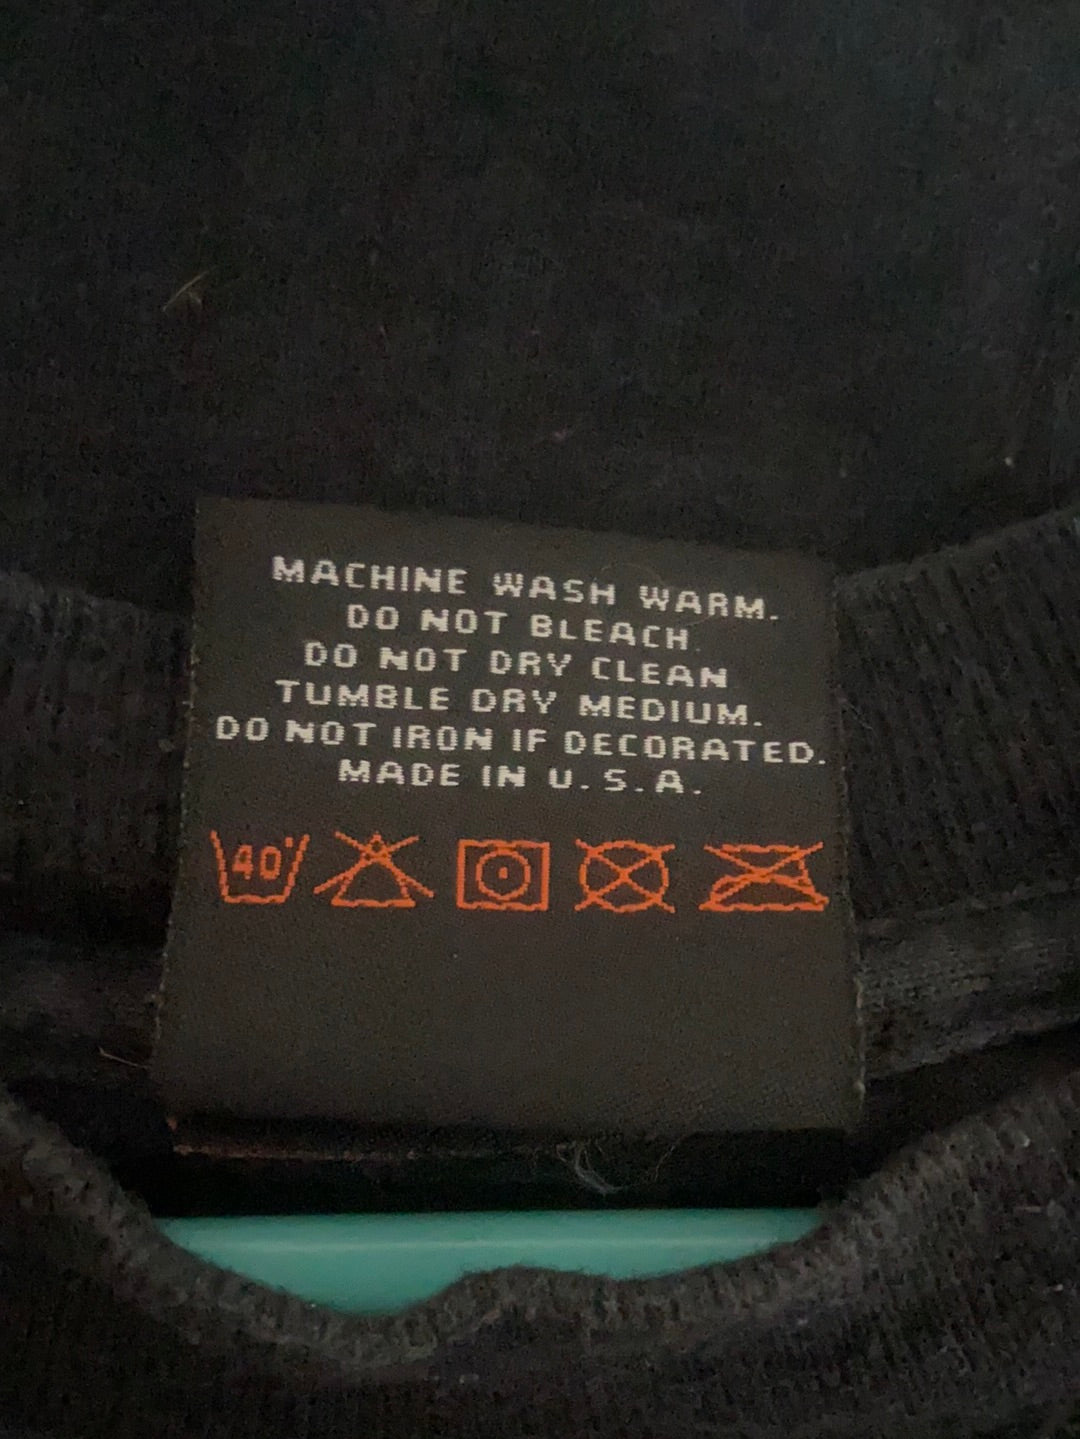 MACHINE WASH WARM.
DO NOT BLEACH.
DO NOT DRY CLEAN
TUMBLE DRY MEDIUM.
DO NOT IRON IF DECORATED.
MADE IN U.S.A.
40°